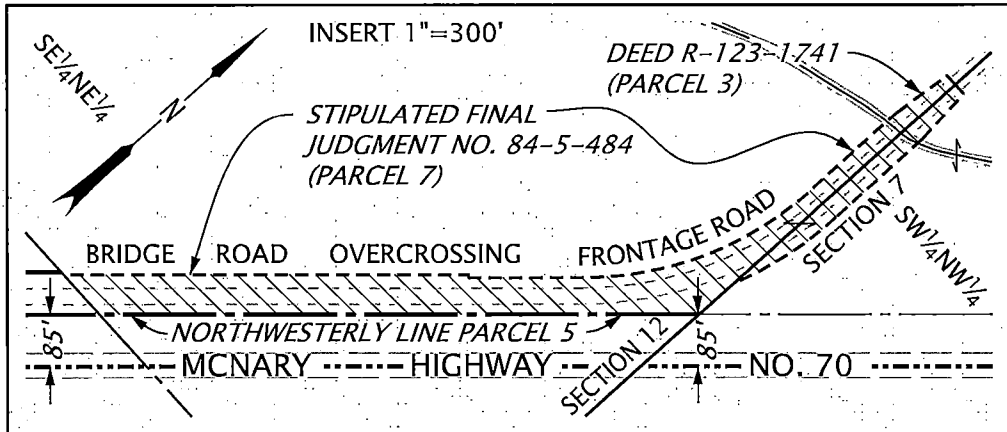 INSERT 1"=300'
SE¼NE¼
N
DEED R-123-1741
(PARCEL 3)
STIPULATED FINAL
JUDGMENT NO. 84-5-484
(PARCEL 7)
BRIDGE ROAD OVERCROSSING
FRONTAGE ROAD
SECTION 7
SW¼NW¼
NORTHWESTERLY LINE PARCEL 5
SECTION 12
85'
85'
MCNARY HIGHWAY NO. 70